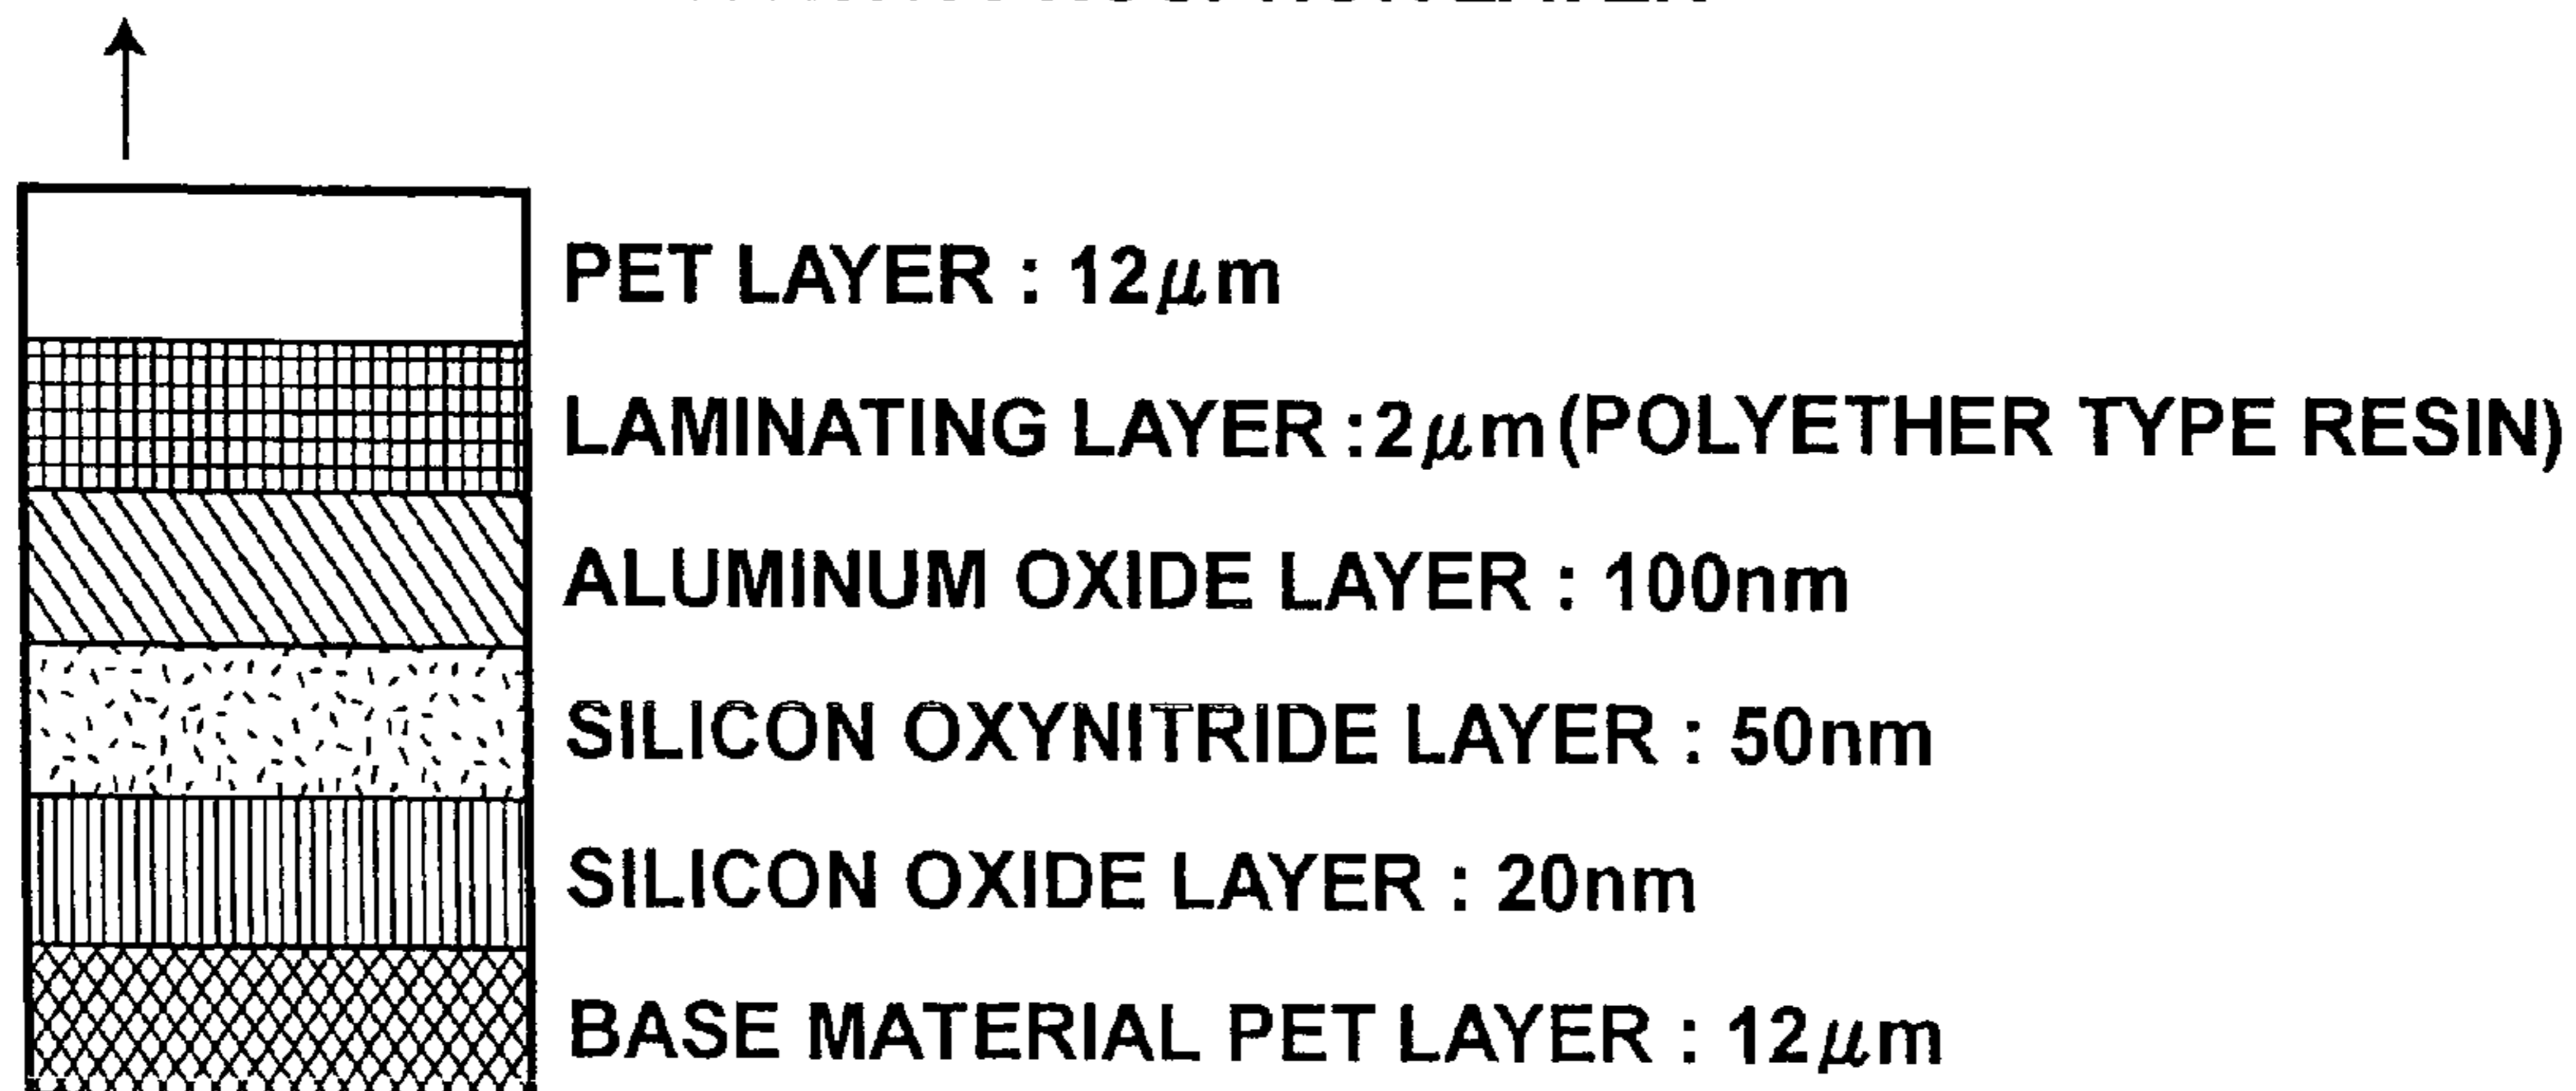 PET LAYER : 12μm
LAMINATING LAYER :2μm(POLYETHER TYPE RESIN)
ALUMINUM OXIDE LAYER : 100nm
SILICON OXYNITRIDE LAYER : 50nm
SILICON OXIDE LAYER : 20nm
BASE MATERIAL PET LAYER : 12μm